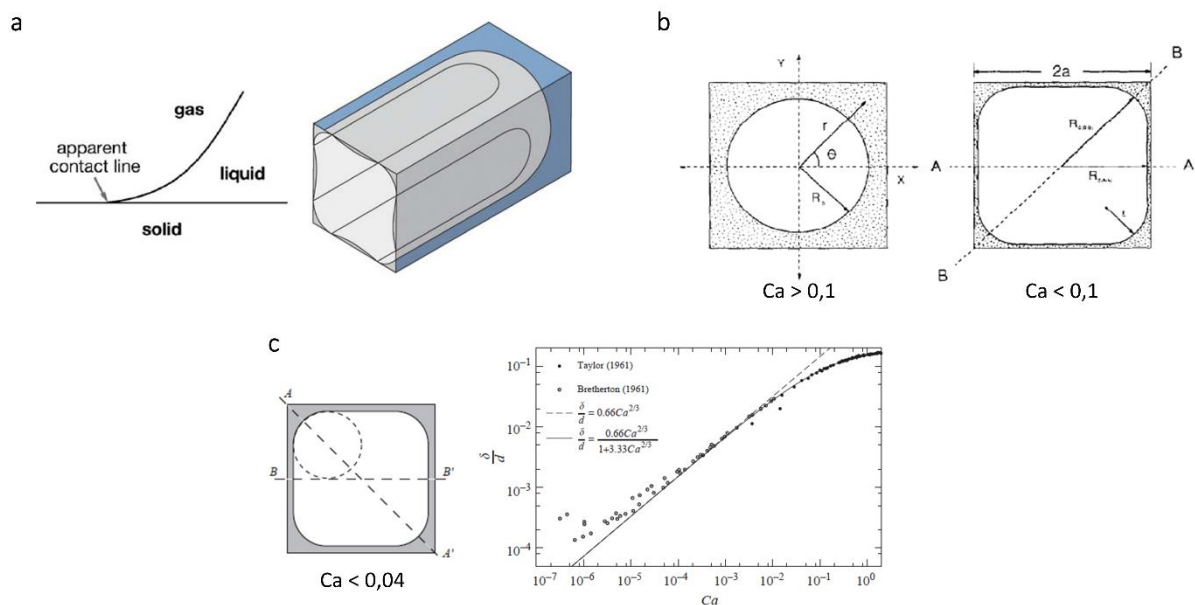 a
gas
apparent
contact line
liquid
solid
b
Y
r
θ
X
A
2a
B
A
B
Ca > 0,1
Ca < 0,1
c
A
B
B'
A'
Ca < 0,04
Taylor (1961)
Bretherton (1961)
δ/d = 0.66Ca^2/3
δ/d = 0.66Ca^2/3 / 1+3.33Ca^2/3
δ/d
10^-1
10^-2
10^-3
10^-4
10^-7 10^-6 10^-5 10^-4 10^-3 10^-2 10^-1 10^0
Ca